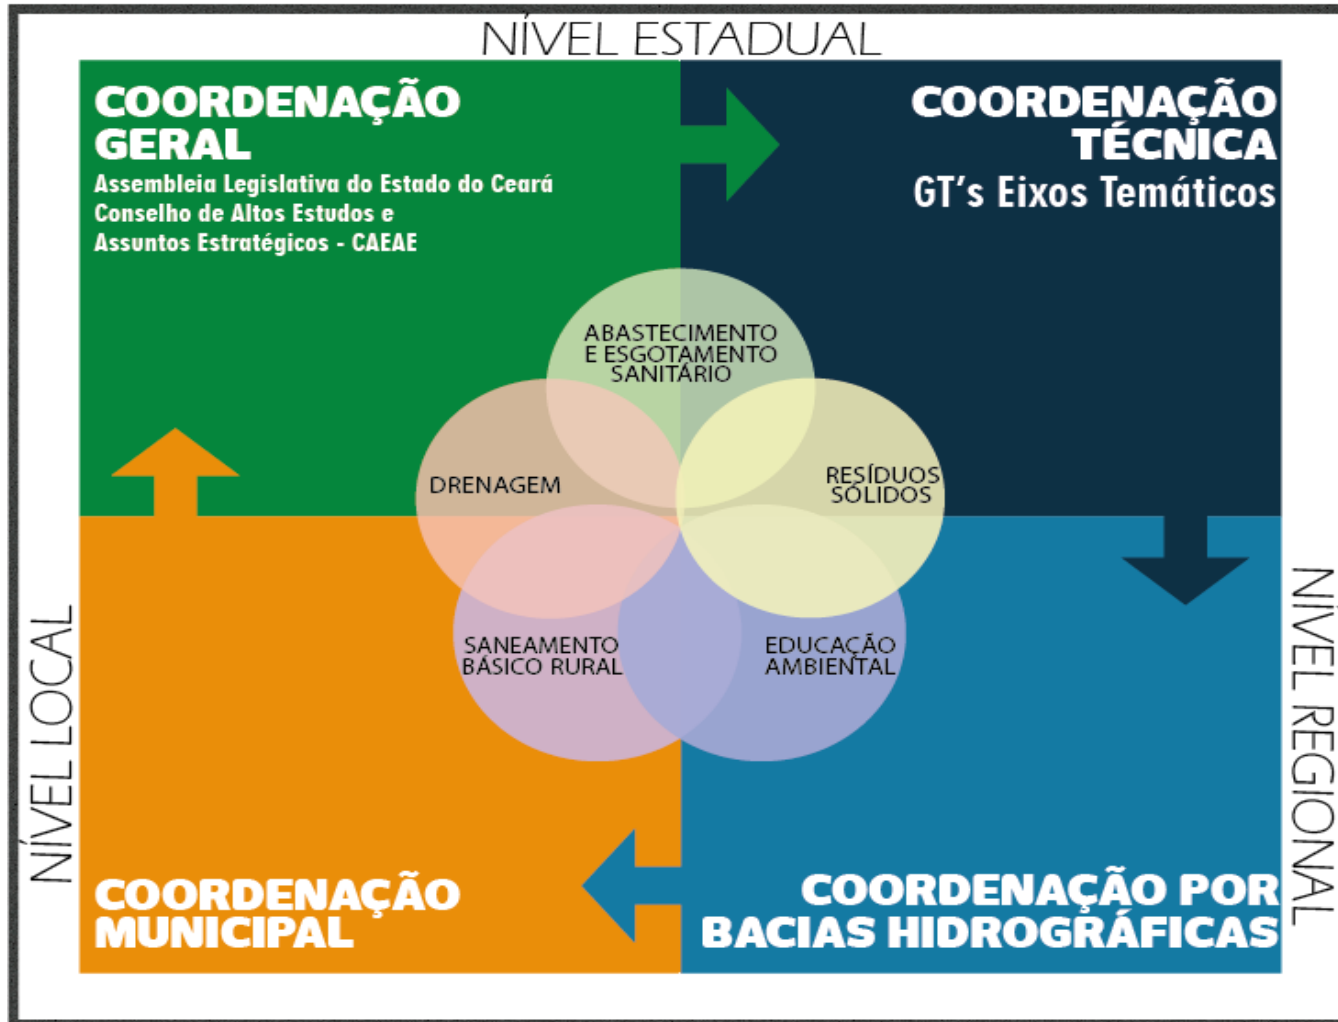 NÍVEL ESTADUAL
COORDENAÇÃO
GERAL
Assembleia Legislativa do Estado do Ceará
Conselho de Altos Estudos e
Assuntos Estratégicos - CAEAE
COORDENAÇÃO
TÉCNICA
GT's Eixos Temáticos
ABASTECIMENTO
E ESGOTAMENTO
SANITÁRIO
DRENAGEM
RESÍDUOS
SÓLIDOS
SANEAMENTO
BÁSICO RURAL
EDUCAÇÃO
AMBIENTAL
NÍVEL LOCAL
NÍVEL REGIONAL
COORDENAÇÃO
MUNICIPAL
COORDENAÇÃO POR
BACIAS HIDROGRÁFICAS